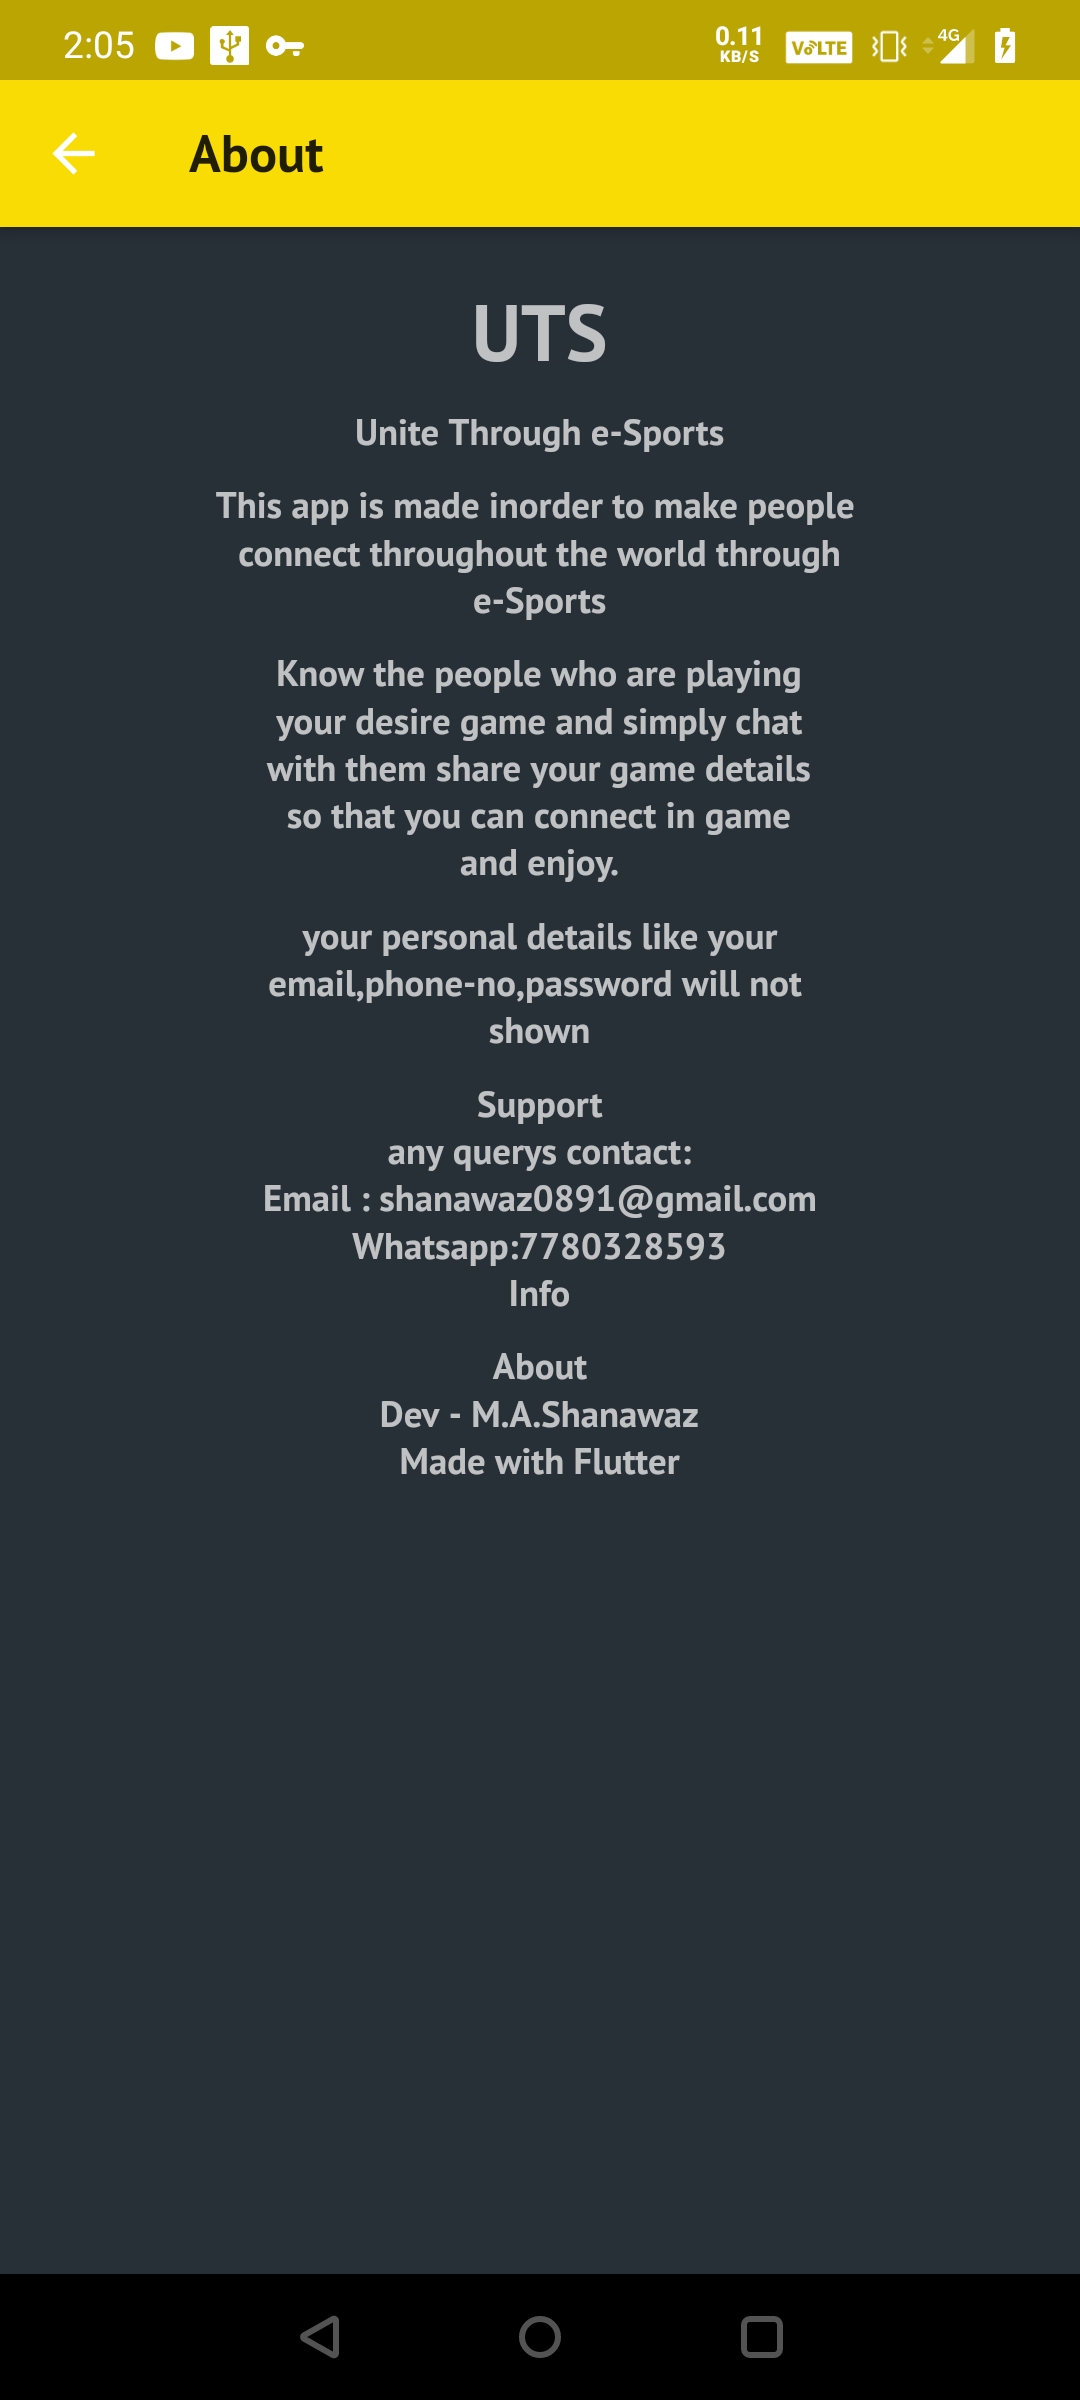 2:05
0.11
KB/S
VoLTE
4G
About
UTS
Unite Through e-Sports
This app is made inorder to make people
connect throughout the world through
e-Sports
Know the people who are playing
your desire game and simply chat
with them share your game details
so that you can connect in game
and enjoy.
your personal details like your
email,phone-no,password will not
shown
Support
any querys contact:
Email : shanawaz0891@gmail.com
Whatsapp:7780328593
Info
About
Dev - M.A.Shanawaz
Made with Flutter